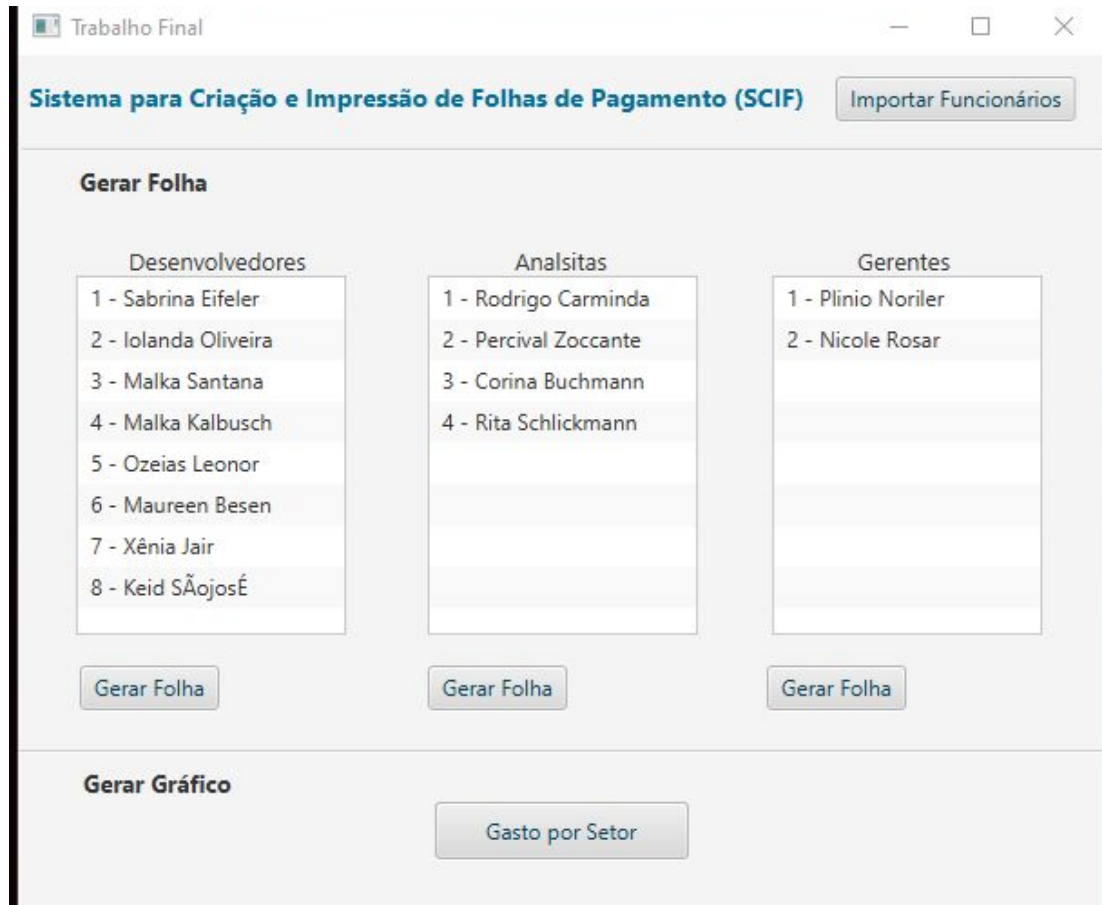 Trabalho Final
Sistema para Criação e Impressão de Folhas de Pagamento (SCIF)
Importar Funcionários
Gerar Folha
Desenvolvedores
1 - Sabrina Eifeler
2 - Iolanda Oliveira
3 - Malka Santana
4 - Malka Kalbusch
5 - Ozeias Leonor
6 - Maureen Besen
7 - Xênia Jair
8 - Keid SÃojosÉ
Gerar Folha
Analsitas
1 - Rodrigo Carminda
2 - Percival Zoccante
3 - Corina Buchmann
4 - Rita Schlickmann
Gerar Folha
Gerentes
1 - Plinio Noriler
2 - Nicole Rosar
Gerar Folha
Gerar Gráfico
Gasto por Setor